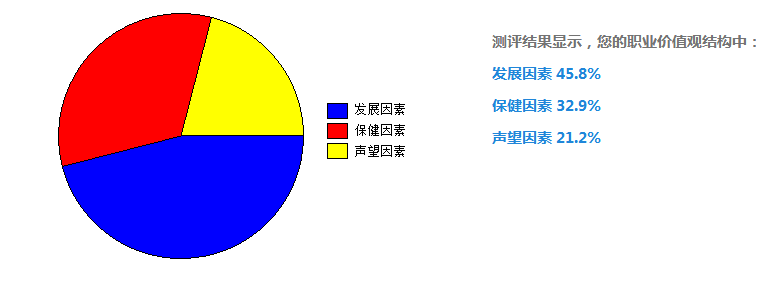 发展因素
保健因素
声望因素
测评结果显示，您的职业价值观结构中：
发展因素 45.8%
保健因素 32.9%
声望因素 21.2%